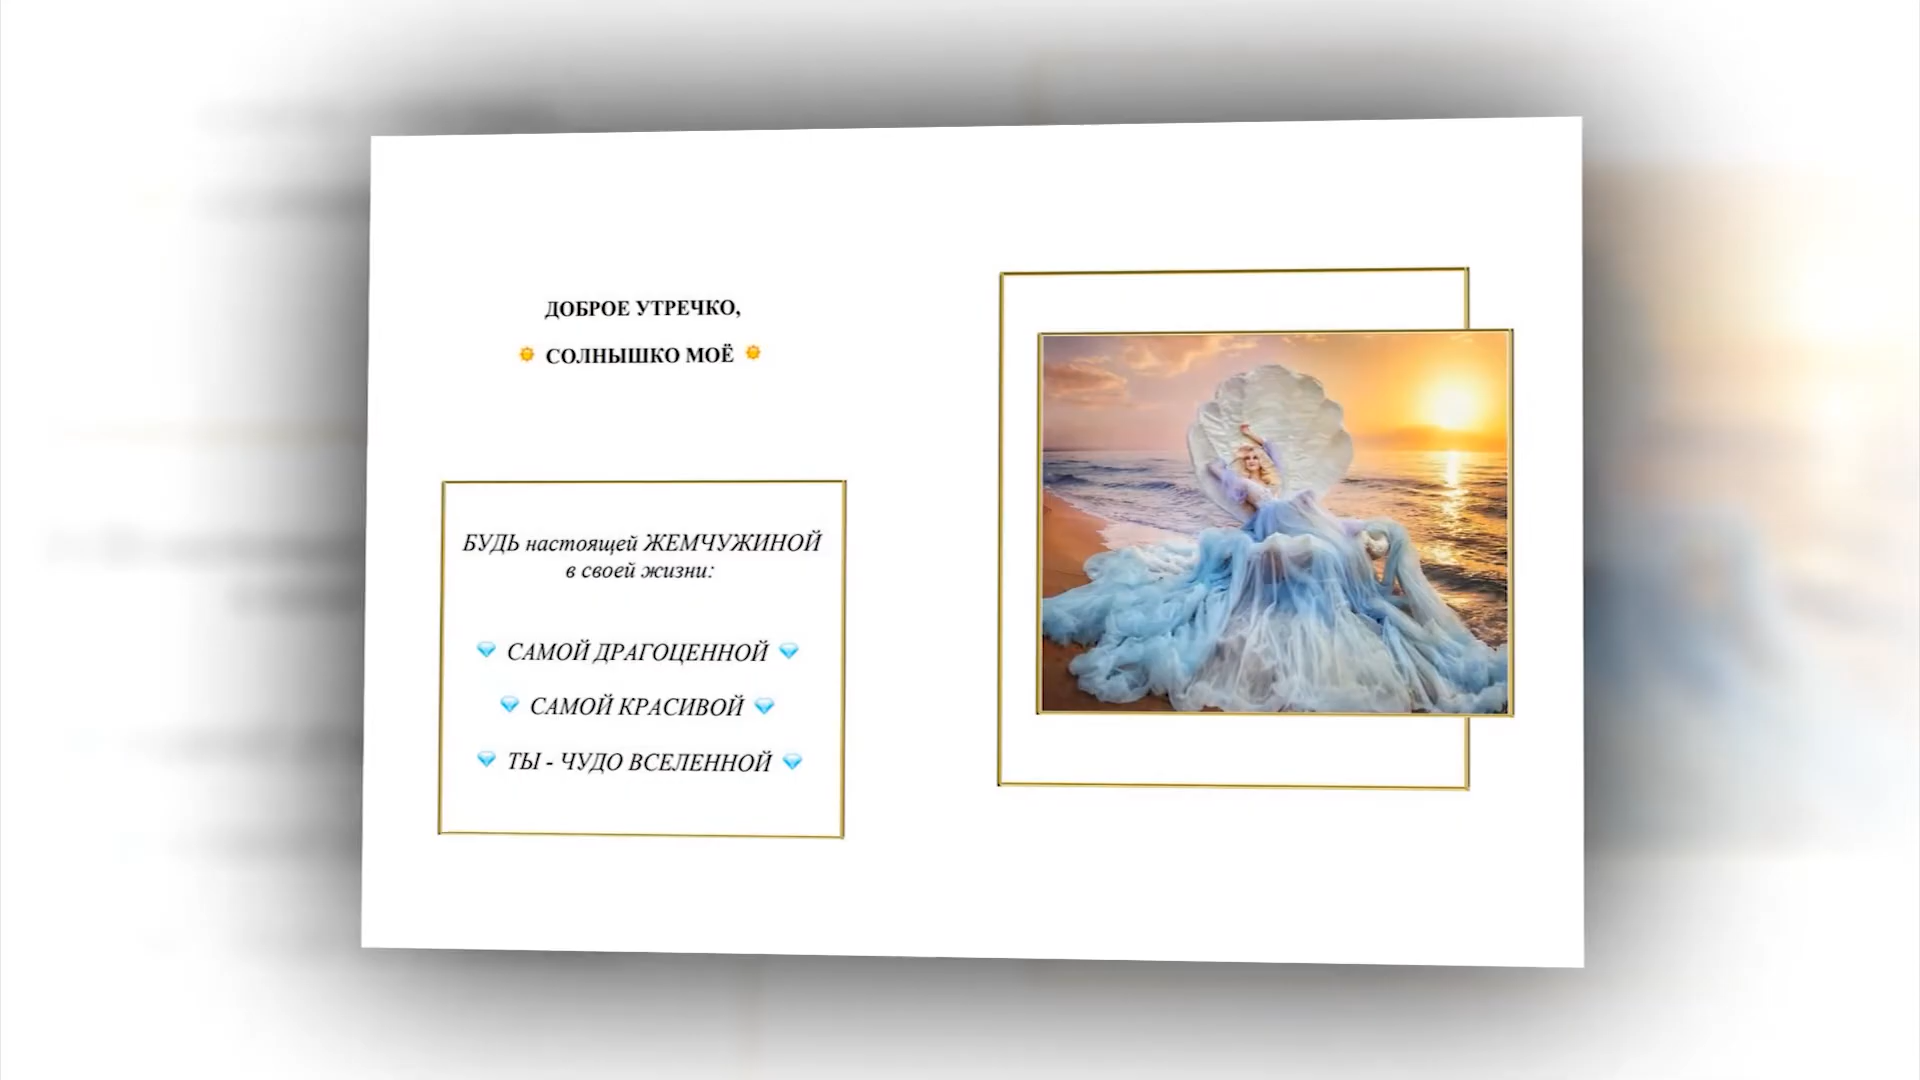 ДОБРОЕ УТРЕЧКО,
🌞 СОЛНЫШКО МОЁ 🌞
БУДЬ настоящей ЖЕМЧУЖИНОЙ
в своей жизни:
💎 САМОЙ ДРАГОЦЕННОЙ 💎
💎 САМОЙ КРАСИВОЙ 💎
💎 ТЫ - ЧУДО ВСЕЛЕННОЙ 💎